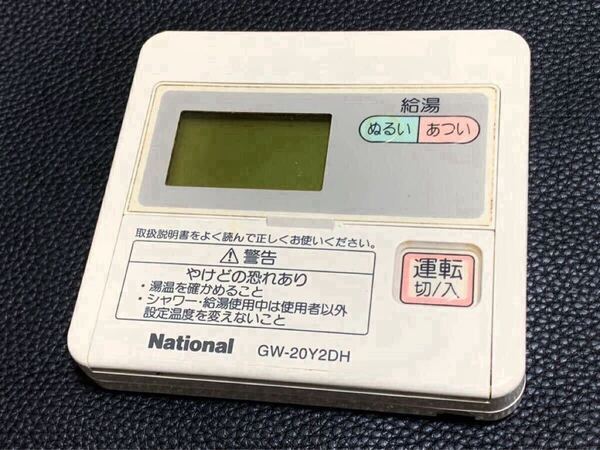 給湯
ぬるい あつい
取扱説明書をよく読んで正しくお使いください。
⚠警告
やけどの恐れあり
・湯温を確かめること
・シャワー・給湯使用中は使用者以外
設定温度を変えないこと
運転
切/入
National GW-20Y2DH